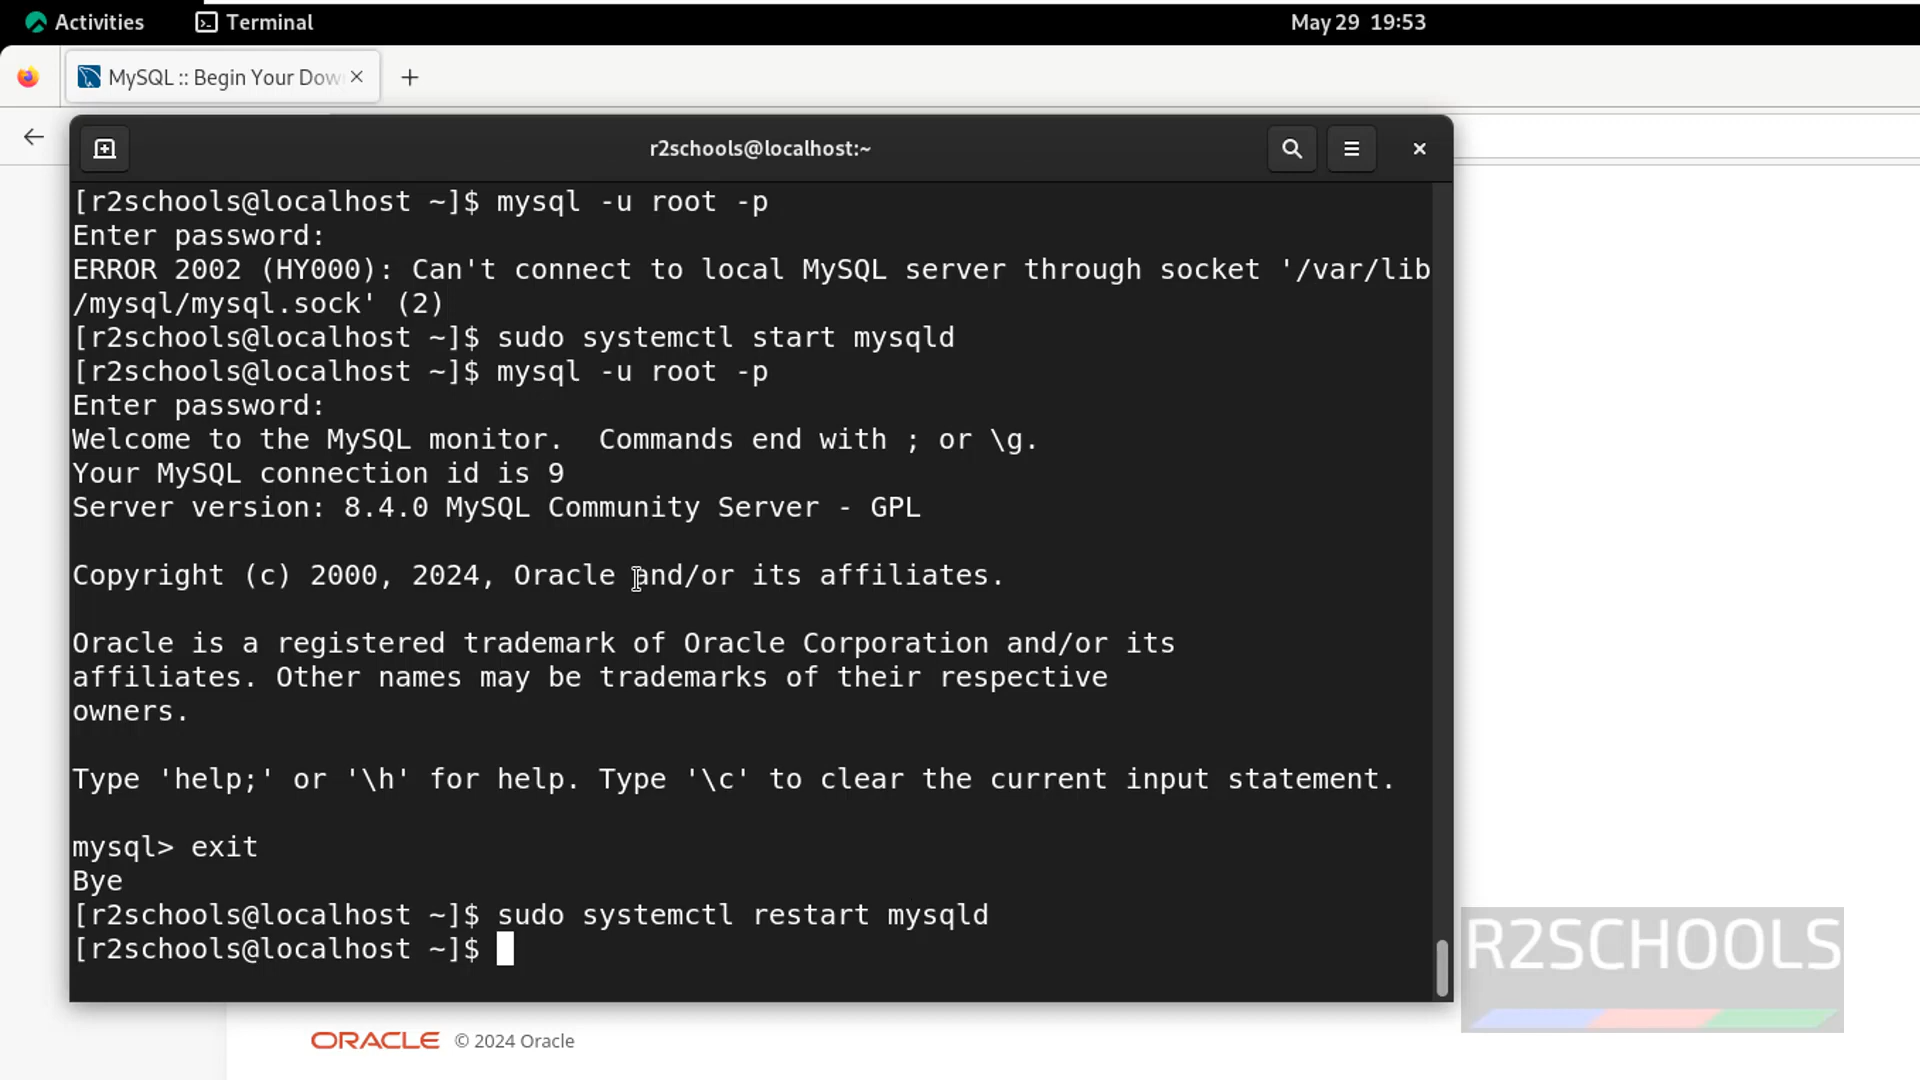 Activities Terminal May 29 19:53
MySQL :: Begin Your Dow
r2schools@localhost:~
[r2schools@localhost ~]$ mysql -u root -p
Enter password:
ERROR 2002 (HY000): Can't connect to local MySQL server through socket '/var/lib
/mysql/mysql.sock' (2)
[r2schools@localhost ~]$ sudo systemctl start mysqld
[r2schools@localhost ~]$ mysql -u root -p
Enter password:
Welcome to the MySQL monitor.  Commands end with ; or \g.
Your MySQL connection id is 9
Server version: 8.4.0 MySQL Community Server - GPL
Copyright (c) 2000, 2024, Oracle and/or its affiliates.
Oracle is a registered trademark of Oracle Corporation and/or its
affiliates. Other names may be trademarks of their respective
owners.
Type 'help;' or '\h' for help. Type '\c' to clear the current input statement.
mysql> exit
Bye
[r2schools@localhost ~]$ sudo systemctl restart mysqld
[r2schools@localhost ~]$
R2SCHOOLS
ORACLE © 2024 Oracle